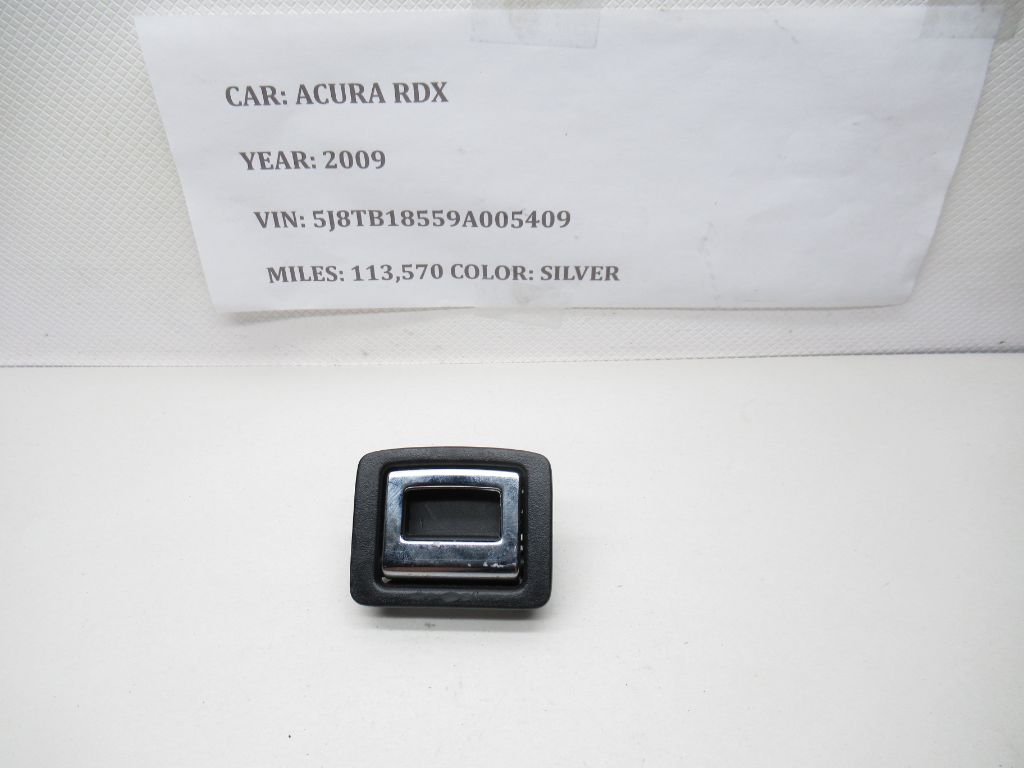 CAR: ACURA RDX
YEAR: 2009
VIN: 5J8TB18559A005409
MILES: 113,570 COLOR: SILVER